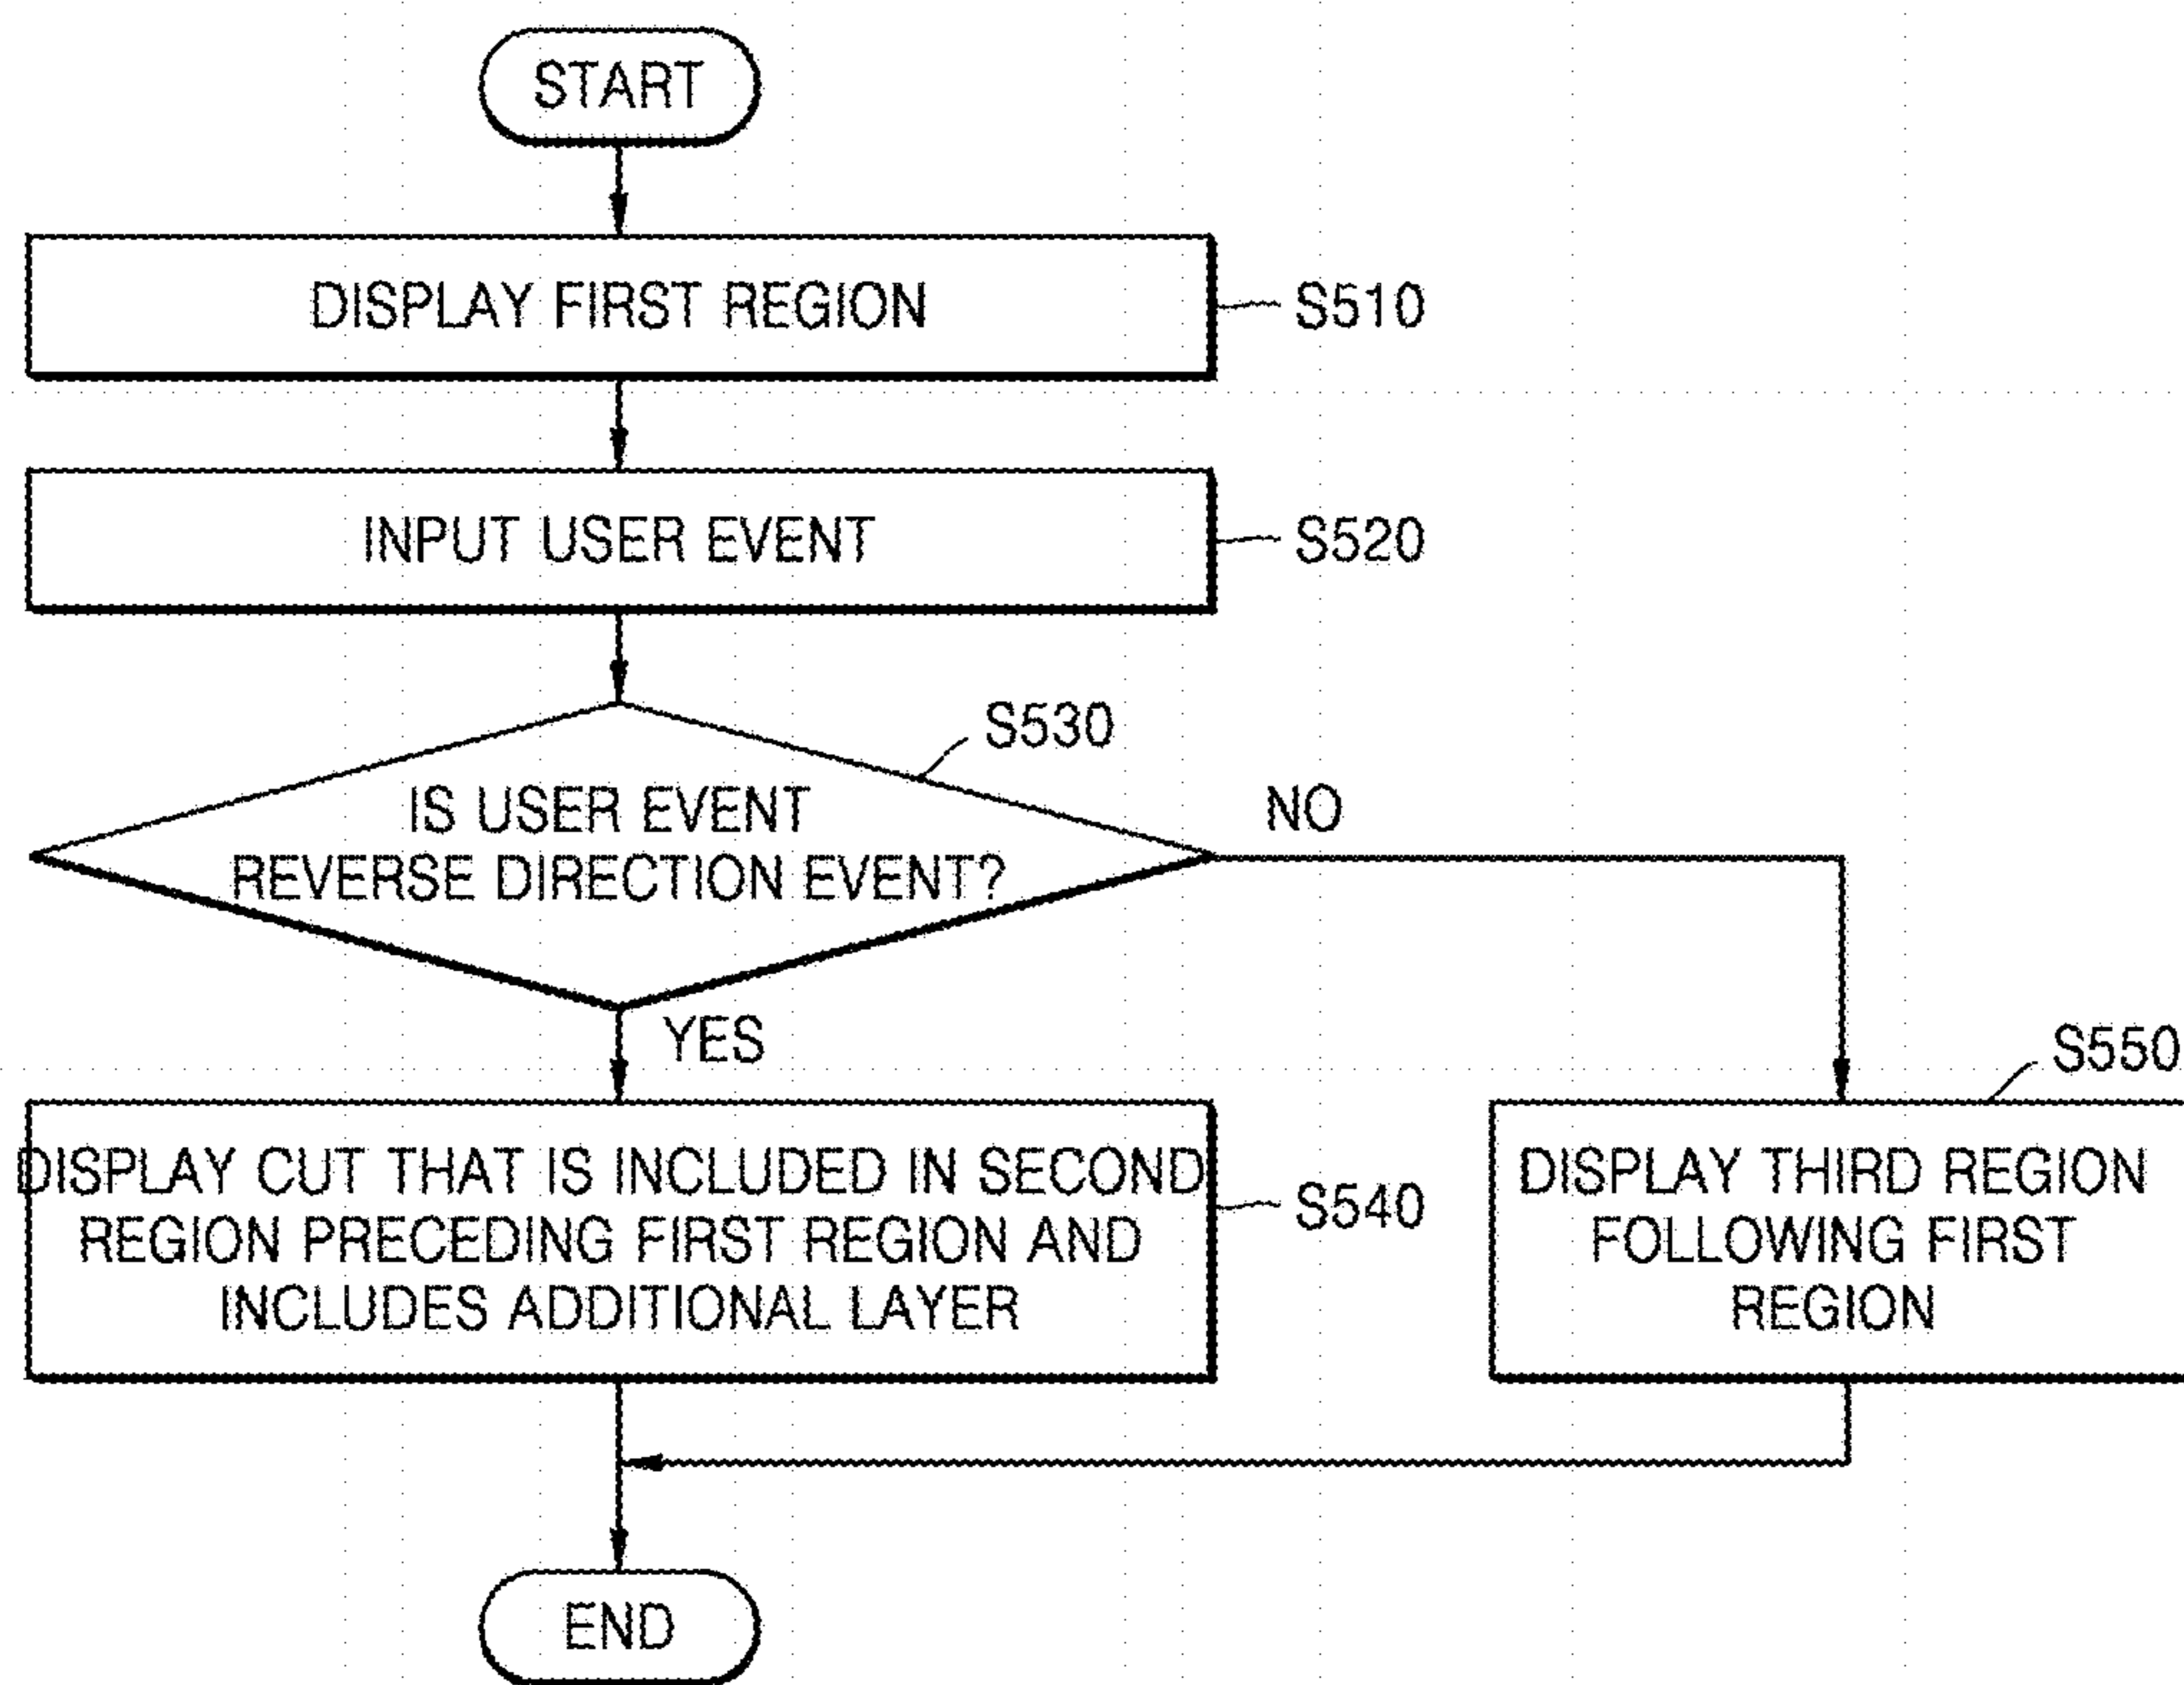 START
DISPLAY FIRST REGION
S510
INPUT USER EVENT
S520
S530
IS USER EVENT
REVERSE DIRECTION EVENT?
NO
YES
DISPLAY CUT THAT IS INCLUDED IN SECOND
REGION PRECEDING FIRST REGION AND
INCLUDES ADDITIONAL LAYER
S540
S550
DISPLAY THIRD REGION
FOLLOWING FIRST
REGION
END